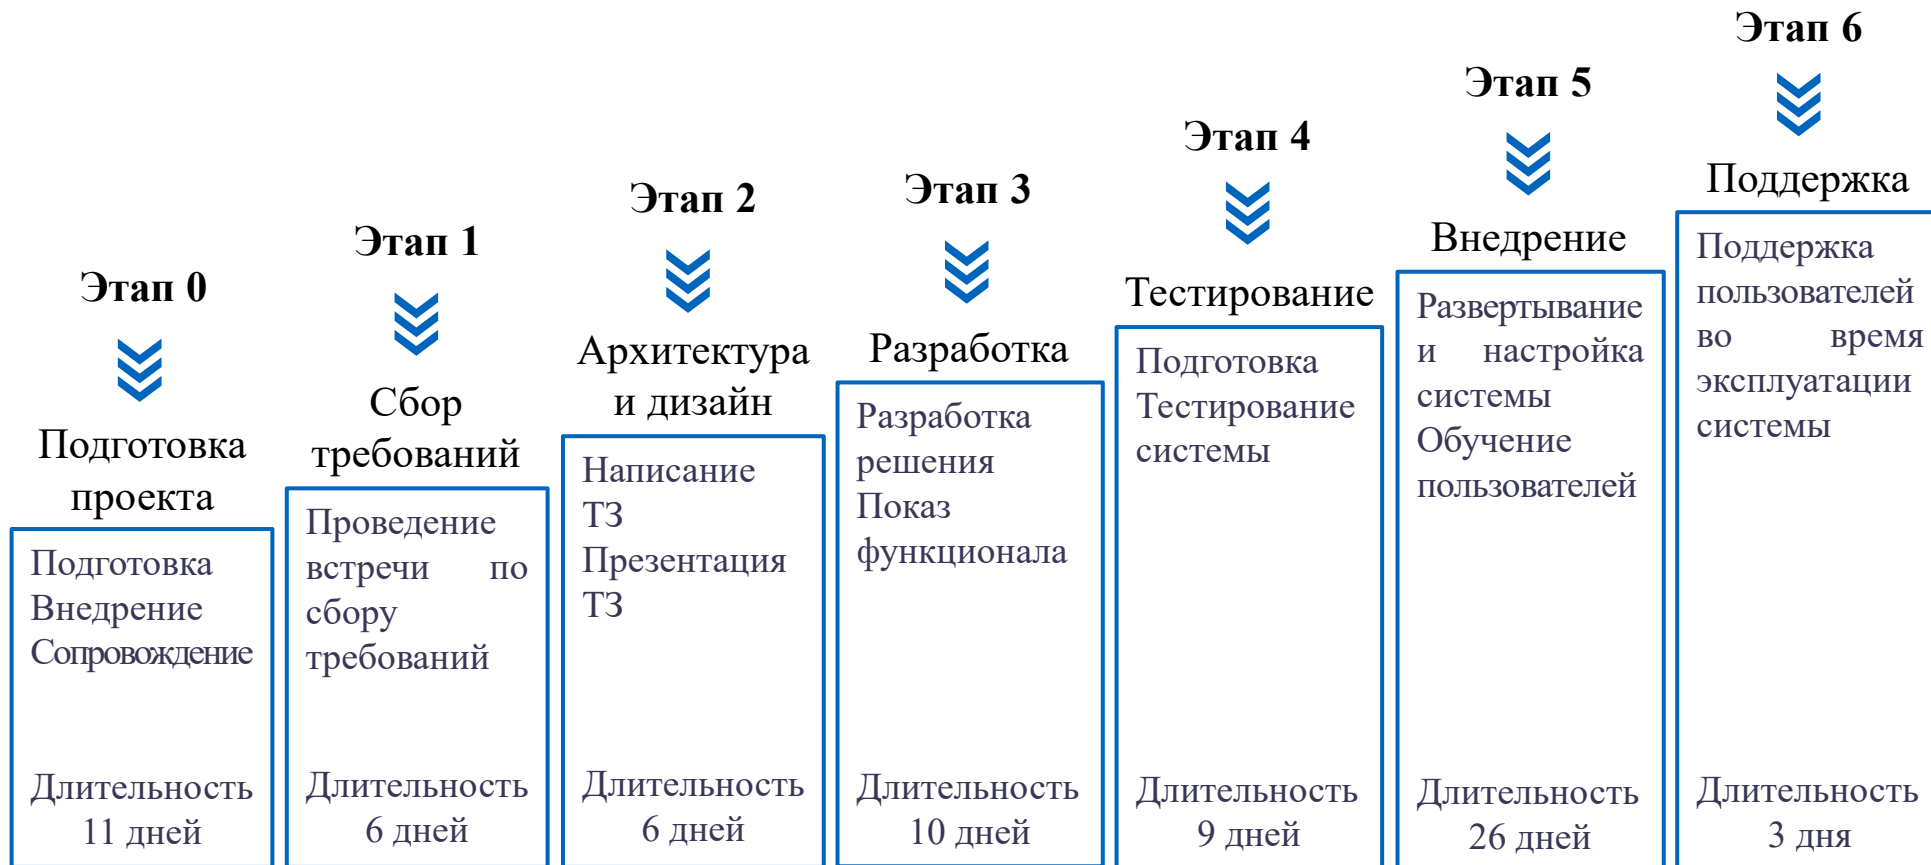 Этап 0
Подготовка
проекта
Подготовка
Внедрение
Сопровождение
Длительность
11 дней
Этап 1
Сбор
требований
Проведение
встречи по
сбору
требований
Длительность
6 дней
Этап 2
Архитектура
и дизайн
Написание
ТЗ
Презентация
ТЗ
Длительность
6 дней
Этап 3
Разработка
Разработка
решения
Показ
функционала
Длительность
10 дней
Этап 4
Тестирование
Подготовка
Тестирование
системы
Длительность
9 дней
Этап 5
Внедрение
Развертывание
и настройка
системы
Обучение
пользователей
Длительность
26 дней
Этап 6
Поддержка
Поддержка
пользователей
во время
эксплуатации
системы
Длительность
3 дня